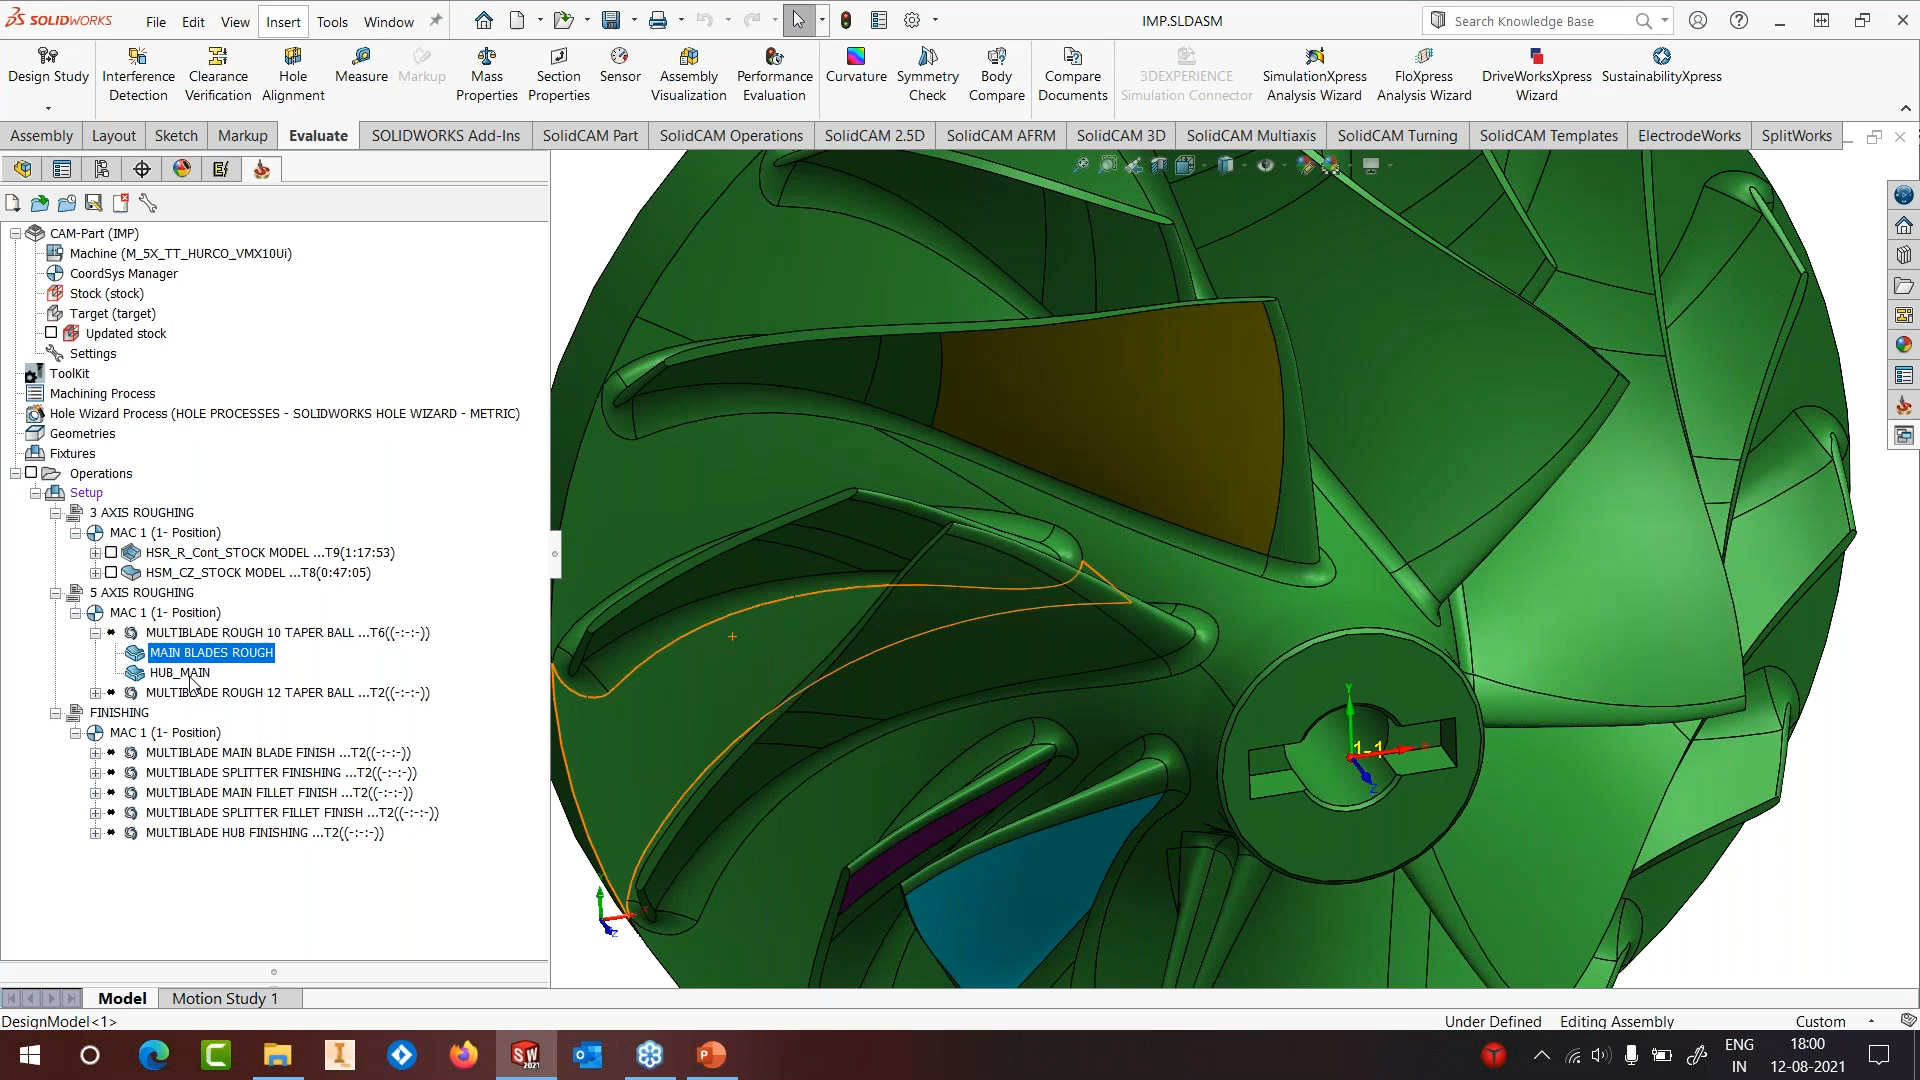 SOLIDWORKS File Edit View Insert Tools Window IMP.SLDASM Search Knowledge Base
Design Study Interference Detection Clearance Verification Hole Alignment Measure Markup Mass Properties Section Properties Sensor Assembly Visualization Performance Evaluation Curvature Symmetry Check Body Compare Compare Documents 3DEXPERIENCE Simulation Connector SimulationXpress Analysis Wizard FloXpress Analysis Wizard DriveWorksXpress Wizard SustainabilityXpress
Assembly Layout Sketch Markup Evaluate SOLIDWORKS Add-Ins SolidCAM Part SolidCAM Operations SolidCAM 2.5D SolidCAM AFRM SolidCAM 3D SolidCAM Multiaxis SolidCAM Turning SolidCAM Templates ElectrodeWorks SplitWorks
CAM-Part (IMP)
Machine (M_5X_TT_HURCO_VMX10Ui)
CoordSys Manager
Stock (stock)
Target (target)
Updated stock
Settings
ToolKit
Machining Process
Hole Wizard Process (HOLE PROCESSES - SOLIDWORKS HOLE WIZARD - METRIC)
Geometries
Fixtures
Operations
Setup
3 AXIS ROUGHING
MAC 1 (1- Position)
HSR_R_Cont_STOCK MODEL ...T9(1:17:53)
HSM_CZ_STOCK MODEL ...T8(0:47:05)
5 AXIS ROUGHING
MAC 1 (1- Position)
MULTIBLADE ROUGH 10 TAPER BALL ...T6((-:-:-))
MAIN BLADES ROUGH
HUB_MAIN
MULTIBLADE ROUGH 12 TAPER BALL ...T2((-:-:-))
FINISHING
MAC 1 (1- Position)
MULTIBLADE MAIN BLADE FINISH ...T2((-:-:-))
MULTIBLADE SPLITTER FINISHING ...T2((-:-:-))
MULTIBLADE MAIN FILLET FINISH ...T2((-:-:-))
MULTIBLADE SPLITTER FILLET FINISH ...T2((-:-:-))
MULTIBLADE HUB FINISHING ...T2((-:-:-))
Y
1-1
X
Z
X
Z
Model Motion Study 1
DesignModel<1> Under Defined Editing Assembly Custom
SW 2021 ENG IN 18:00 12-08-2021